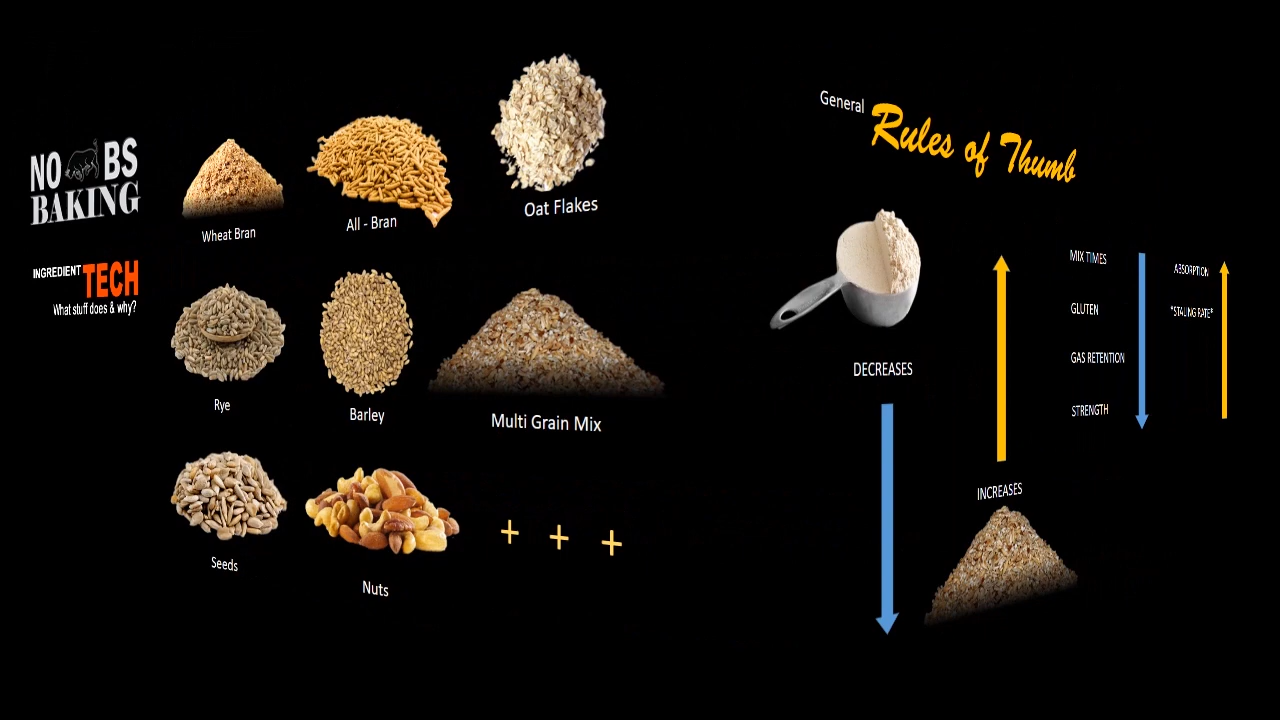 NO BS
BAKING
INGREDIENT TECH
What stuff does & why?
Wheat Bran
All - Bran
Oat Flakes
Rye
Barley
Multi Grain Mix
Seeds
Nuts
+ + +
General Rules of Thumb
DECREASES
INCREASES
MIX TIMES
GLUTEN
GAS RETENTION
STRENGTH
ABSORPTION
"STALING RATE"